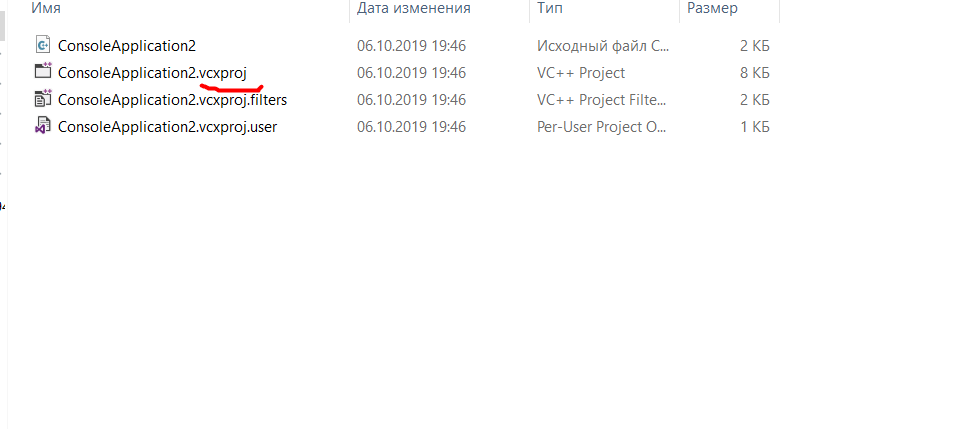 Имя Дата изменения Тип Размер
ConsoleApplication2 06.10.2019 19:46 Исходный файл C... 2 КБ
ConsoleApplication2.vcxproj 06.10.2019 19:46 VC++ Project 8 КБ
ConsoleApplication2.vcxproj.filters 06.10.2019 19:46 VC++ Project Filte... 2 КБ
ConsoleApplication2.vcxproj.user 06.10.2019 19:46 Per-User Project O... 1 КБ